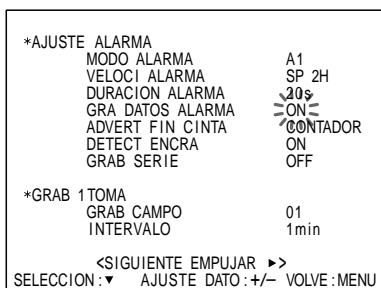 *AJUSTE ALARMA
MODO ALARMA A1
VELOCI ALARMA SP 2H
DURACION ALARMA 20s
GRA DATOS ALARMA ON
ADVERT FIN CINTA CONTADOR
DETECT ENCRA ON
GRAB SERIE OFF
*GRAB 1TOMA
GRAB CAMPO 01
INTERVALO 1min
<SIGUIENTE EMPUJAR ►>
SELECCION:▼ AJUSTE DATO:+/– VOLVE:MENU